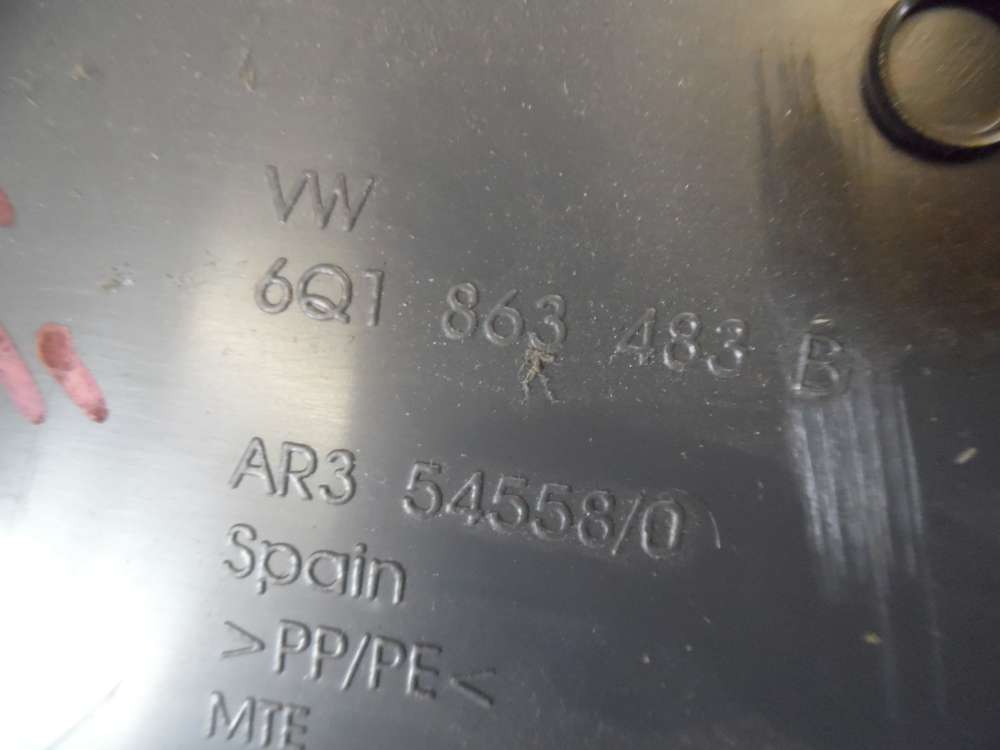 VW
6Q1 863 483 B
AR3 54558/0
Spain
>PP/PE<
MTE